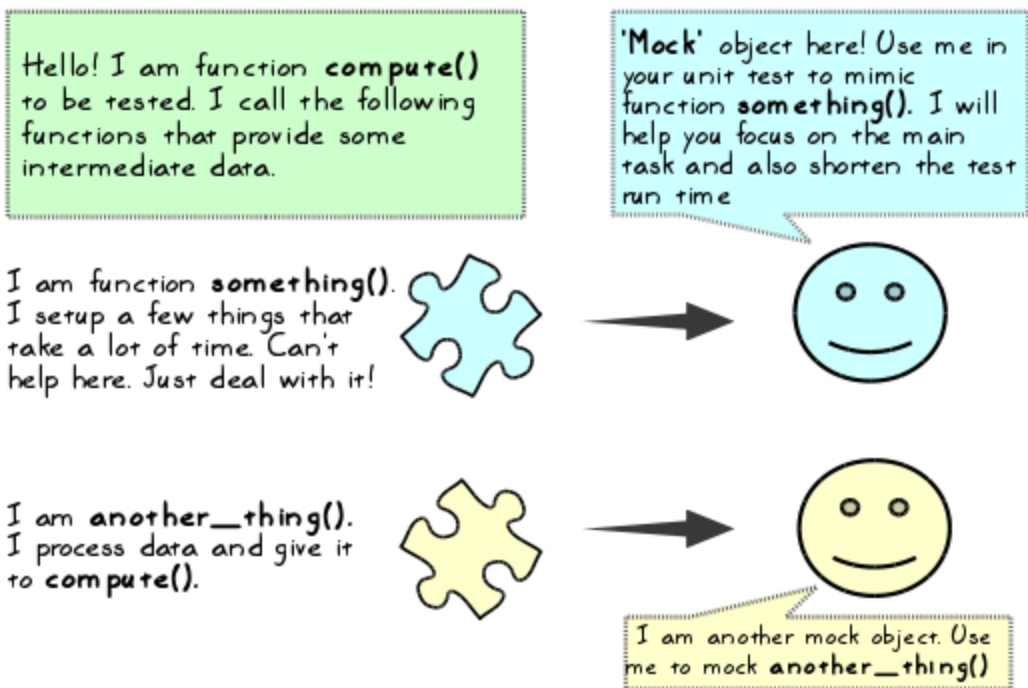 Hello! I am function compute()
to be tested. I call the following
functions that provide some
intermediate data.
'Mock' object here! Use me in
your unit test to mimic
function something(). I will
help you focus on the main
task and also shorten the test
run time
I am function something().
I setup a few things that
take a lot of time. Can't
help here. Just deal with it!
I am another_thing().
I process data and give it
to compute().
I am another mock object. Use
me to mock another_thing()